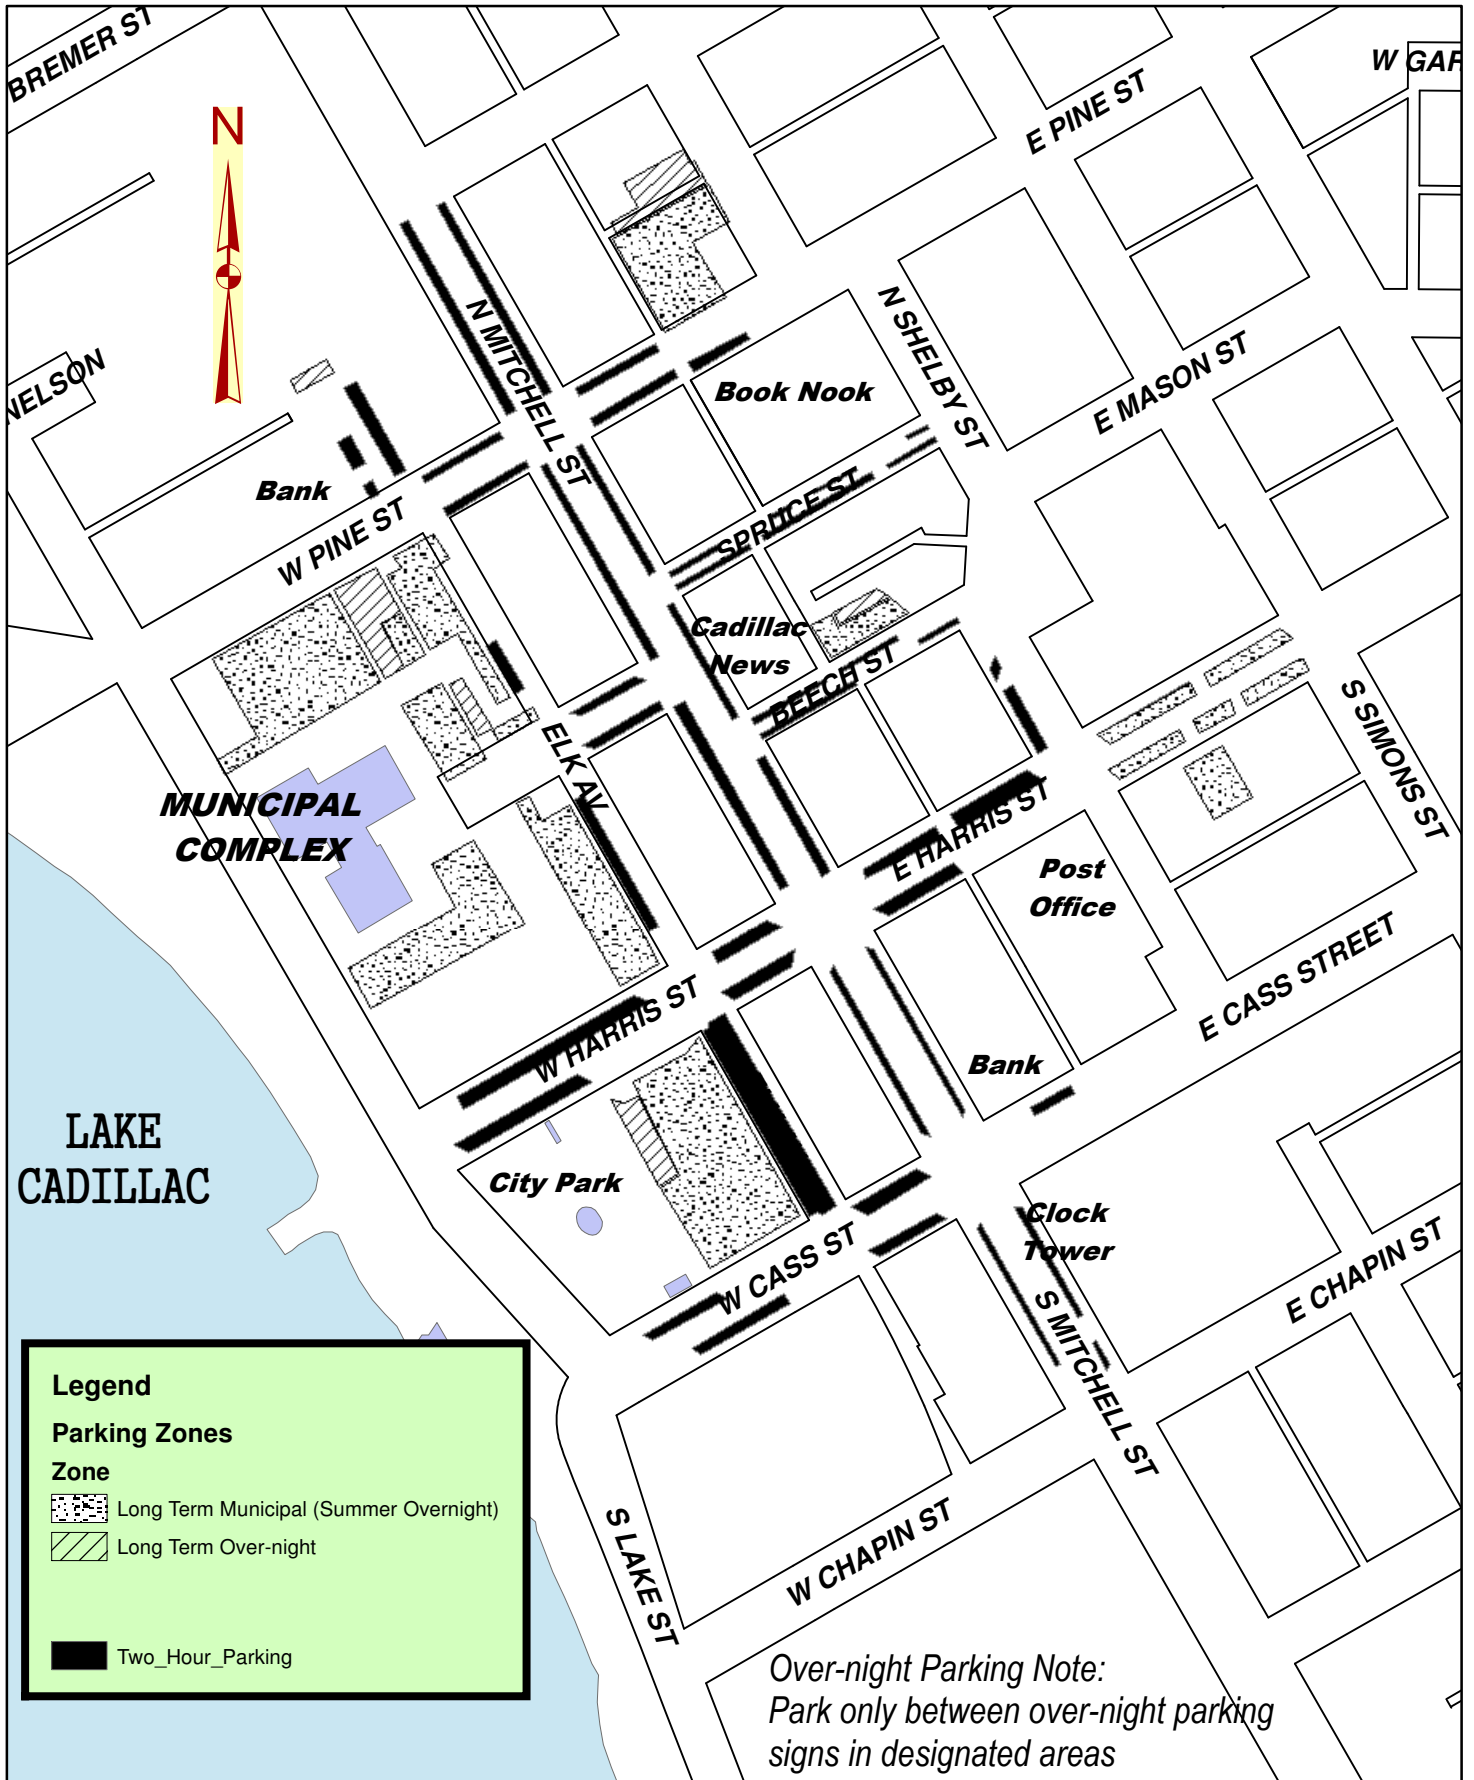 BREMER ST
W GAR
N
E PINE ST
N MITCHELL ST
N SHELBY ST
NELSON
Book Nook
E MASON ST
Bank
SPRUCE ST
W PINE ST
Cadillac
News
BEECH ST
S SIMONS ST
ELK AV
MUNICIPAL
COMPLEX
E HARRIS ST
Post
Office
E CASS STREET
W HARRIS ST
Bank
LAKE
CADILLAC
City Park
Clock
Tower
W CASS ST
E CHAPIN ST
S MITCHELL ST
Legend
Parking Zones
Zone
Long Term Municipal (Summer Overnight)
Long Term Over-night
Two_Hour_Parking
S LAKE ST
W CHAPIN ST
Over-night Parking Note:
Park only between over-night parking
signs in designated areas